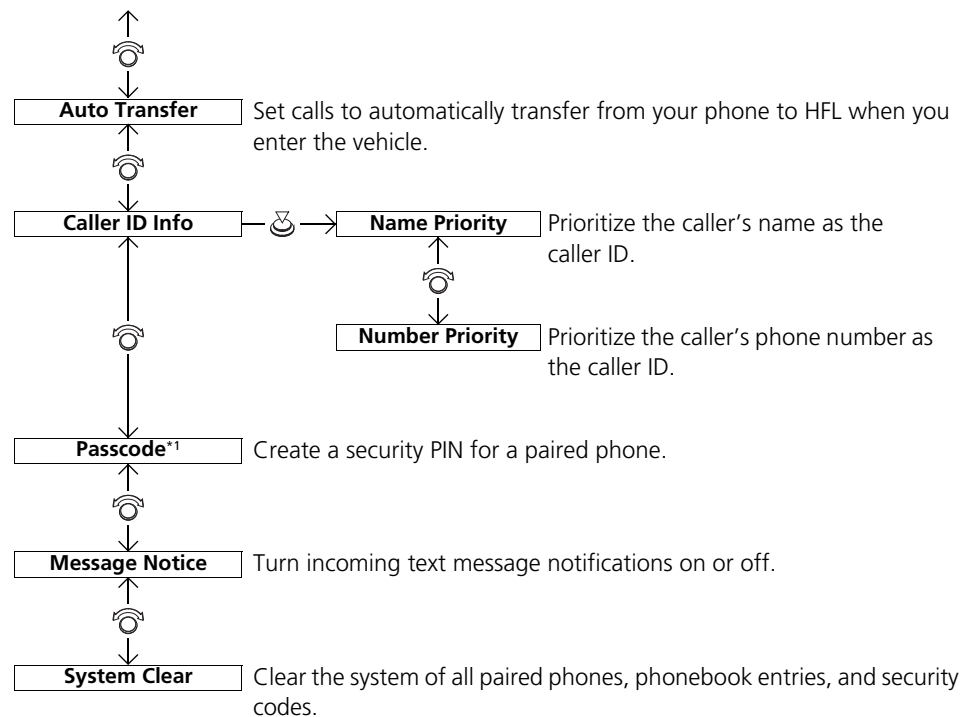 Auto Transfer
Set calls to automatically transfer from your phone to HFL when you
enter the vehicle.
Caller ID Info
Name Priority
Prioritize the caller's name as the
caller ID.
Number Priority
Prioritize the caller's phone number as
the caller ID.
Passcode*1
Create a security PIN for a paired phone.
Message Notice
Turn incoming text message notifications on or off.
System Clear
Clear the system of all paired phones, phonebook entries, and security
codes.